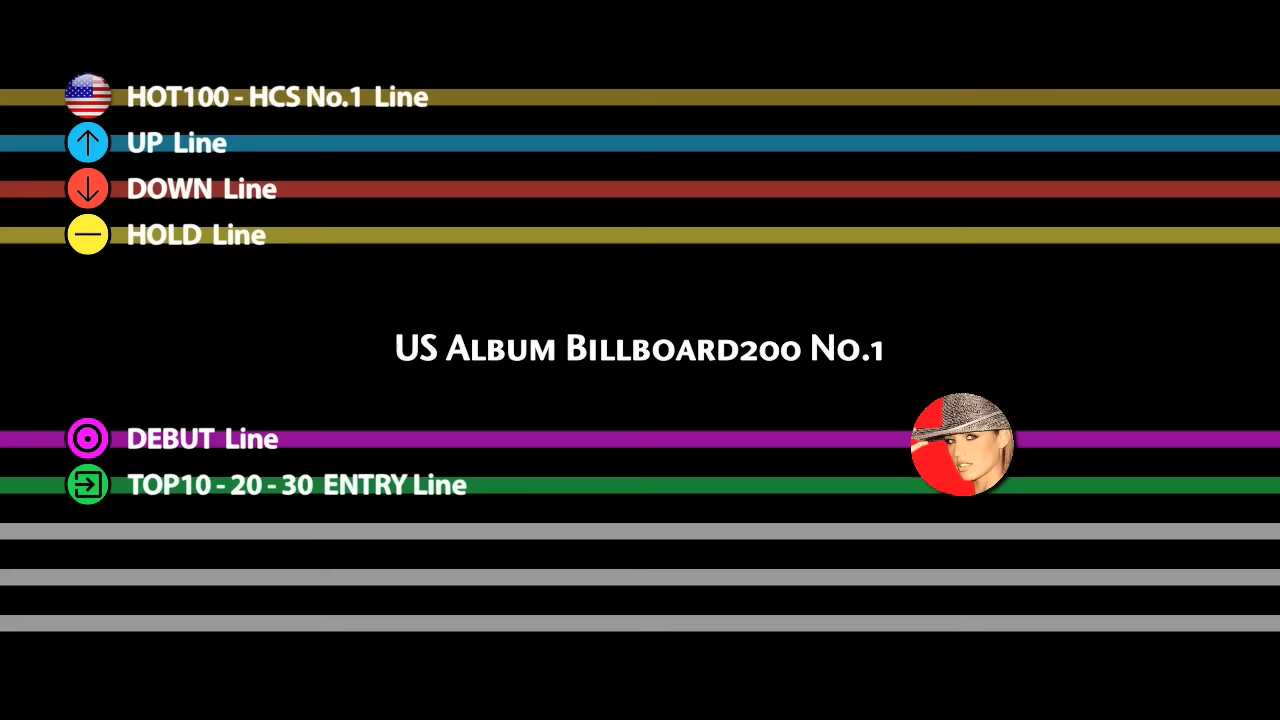 HOT100 - HCS No.1 Line
UP Line
DOWN Line
HOLD Line
US Album Billboard200 No.1
DEBUT Line
TOP10 - 20 - 30 ENTRY Line